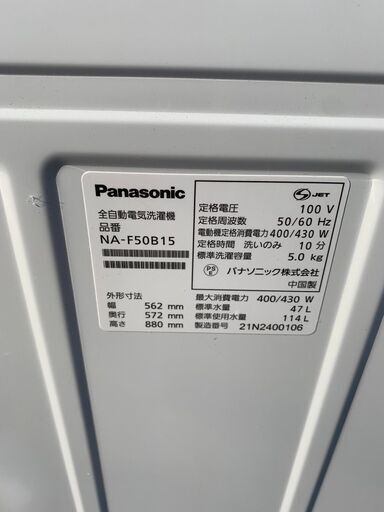 Panasonic
全自動電気洗濯機
品番
NA-F50B15
外形寸法
幅 562 mm
奥行 572 mm
高さ 880 mm
S JET
定格電圧 100 V
定格周波数 50/60 Hz
電動機定格消費電力 400/430 W
定格時間 洗いのみ 10 分
標準洗濯容量 5.0 kg
PS E パナソニック株式会社
中国製
最大消費電力 400/430 W
標準水量 47 L
標準使用水量 114 L
製造番号 21N2400106